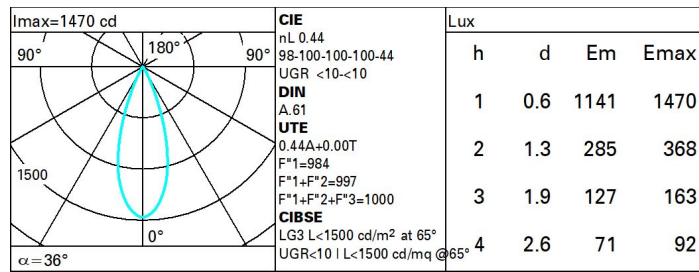 Imax=1470 cd
90° 180° 90°
1500
0°
α=36°
CIE
nL 0.44
98-100-100-100-44
UGR <10-<10
DIN
A.61
UTE
0.44A+0.00T
F"1=984
F"1+F"2=997
F"1+F"2+F"3=1000
CIBSE
LG3 L<1500 cd/m² at 65°
UGR<10 | L<1500 cd/mq @65°
Lux
h d Em Emax
1 0.6 1141 1470
2 1.3 285 368
3 1.9 127 163
4 2.6 71 92